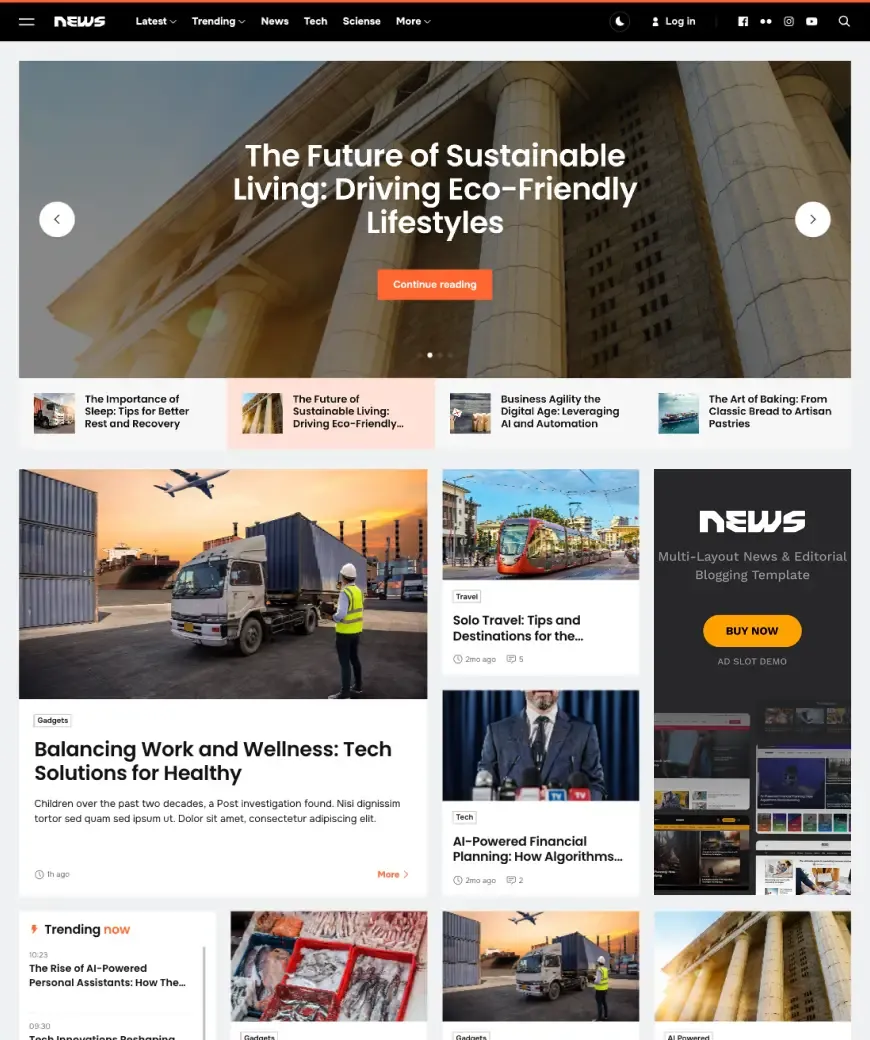 NEWS
Latest
Trending
News
Tech
Sciense
More
Log in
The Future of Sustainable
Living: Driving Eco-Friendly
Lifestyles
Continue reading
The Importance of
Sleep: Tips for Better
Rest and Recovery
The Future of
Sustainable Living:
Driving Eco-Friendly...
Business Agility the
Digital Age: Leveraging
AI and Automation
The Art of Baking: From
Classic Bread to Artisan
Pastries
Gadgets
Balancing Work and Wellness: Tech
Solutions for Healthy
Children over the past two decades, a Post investigation found. Nisi dignissim
tortor sed quam sed ipsum ut. Dolor sit amet, consectetur adipiscing elit.
1h ago
More
Travel
Solo Travel: Tips and
Destinations for the...
2mo ago
5
Tech
AI-Powered Financial
Planning: How Algorithms...
2mo ago
2
NEWS
Multi-Layout News & Editorial
Blogging Template
BUY NOW
AD SLOT DEMO
Trending now
10:23
The Rise of AI-Powered
Personal Assistants: How The...
09:30
Tech Innovations Reshaping
Gadgets
Gadgets
AI Powered